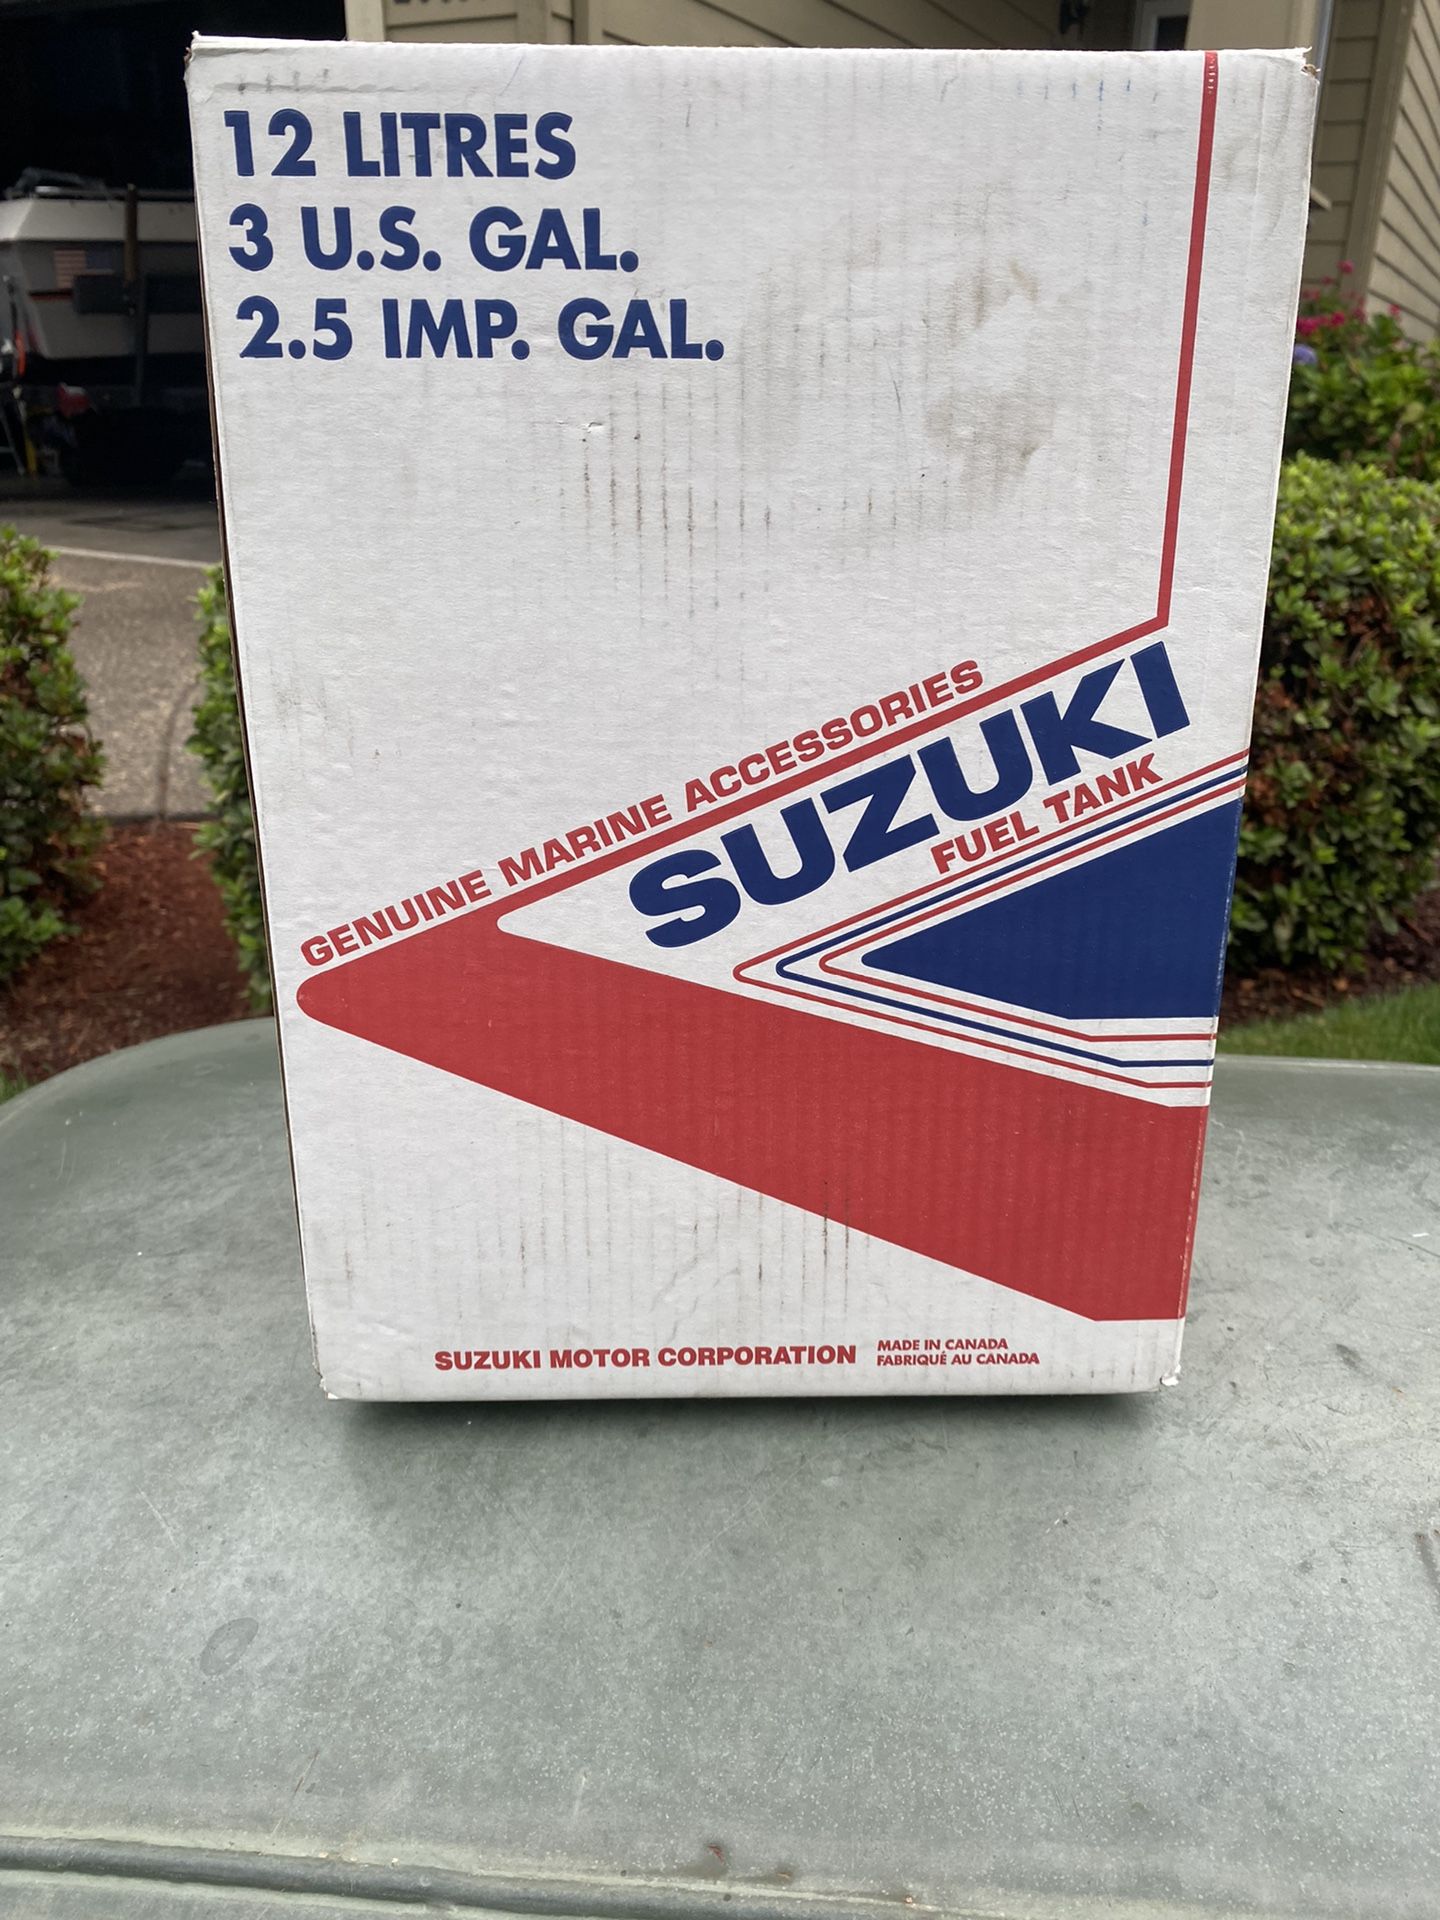 12 LITRES
3 U.S. GAL.
2.5 IMP. GAL.
GENUINE MARINE ACCESSORIES
SUZUKI
FUEL TANK
SUZUKI MOTOR CORPORATION
MADE IN CANADA
FABRIQUÉ AU CANADA